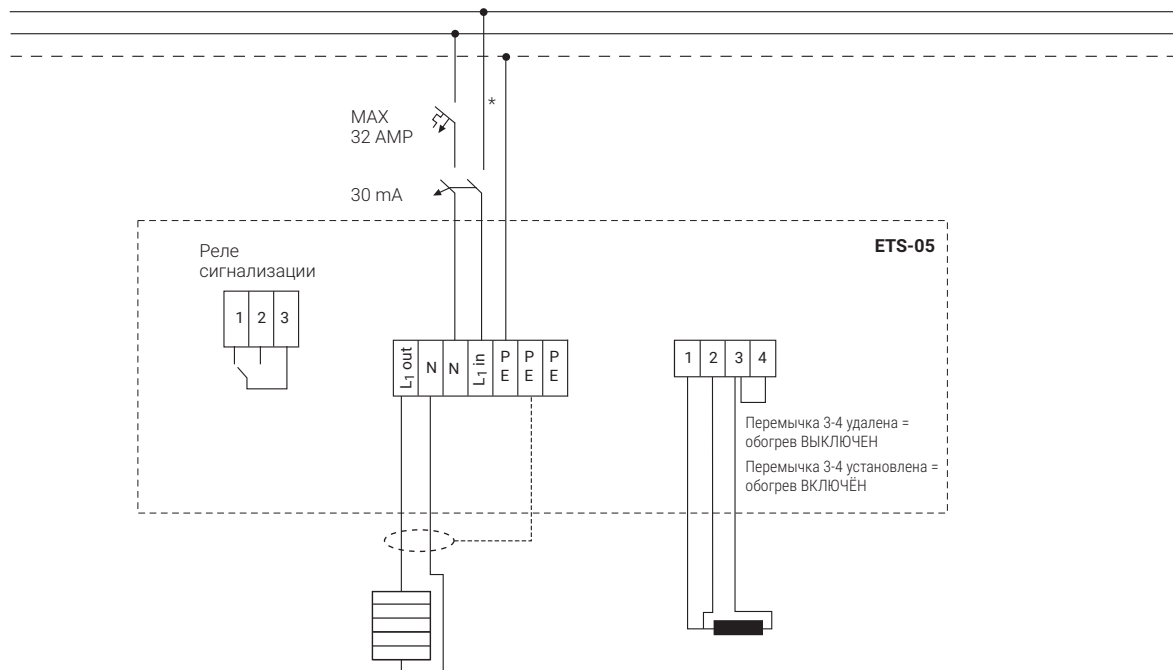 *
MAX
32 AMP
30 mA
ETS-05
Реле
сигнализации
1 2 3
L1 out N N L1 in PE PE PE
1 2 3 4
Перемычка 3-4 удалена =
обогрев ВЫКЛЮЧЕН
Перемычка 3-4 установлена =
обогрев ВКЛЮЧЁН